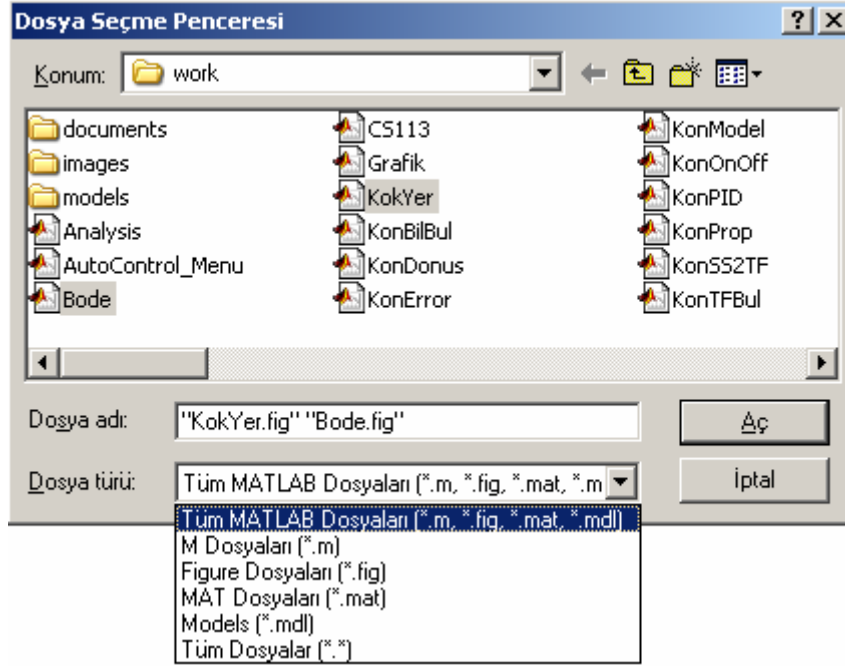 Dosya Seçme Penceresi
Konum: work
documents
images
models
Analysis
AutoControl_Menu
Bode
CS113
Grafik
KokYer
KonBilBul
KonDonus
KonError
KonModel
KonOnOff
KonPID
KonProp
KonSS2TF
KonTFBul
Dosya adı: "KokYer.fig" "Bode.fig" Aç
Dosya türü: Tüm MATLAB Dosyaları (*.m, *.fig, *.mat, *.m İptal
Tüm MATLAB Dosyaları (*.m, *.fig, *.mat, *.mdl)
M Dosyaları (*.m)
Figure Dosyaları (*.fig)
MAT Dosyaları (*.mat)
Models (*.mdl)
Tüm Dosyalar (*.*)